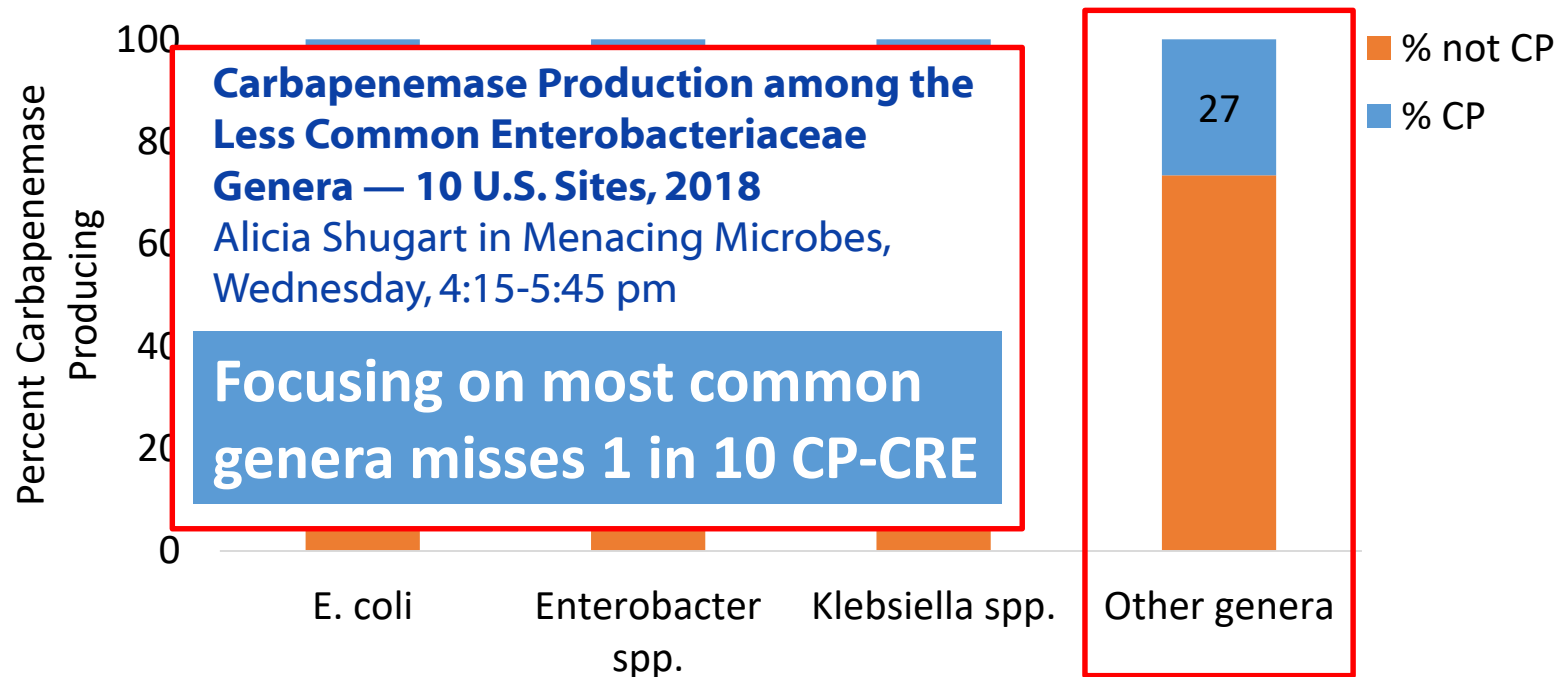 Percent Carbapenemase
Producing
100
80
60
40
20
0
Carbapenemase Production among the
Less Common Enterobacteriaceae
Genera — 10 U.S. Sites, 2018
Alicia Shugart in Menacing Microbes,
Wednesday, 4:15-5:45 pm
Focusing on most common
genera misses 1 in 10 CP-CRE
27
% not CP
% CP
E. coli
Enterobacter
spp.
Klebsiella spp.
Other genera